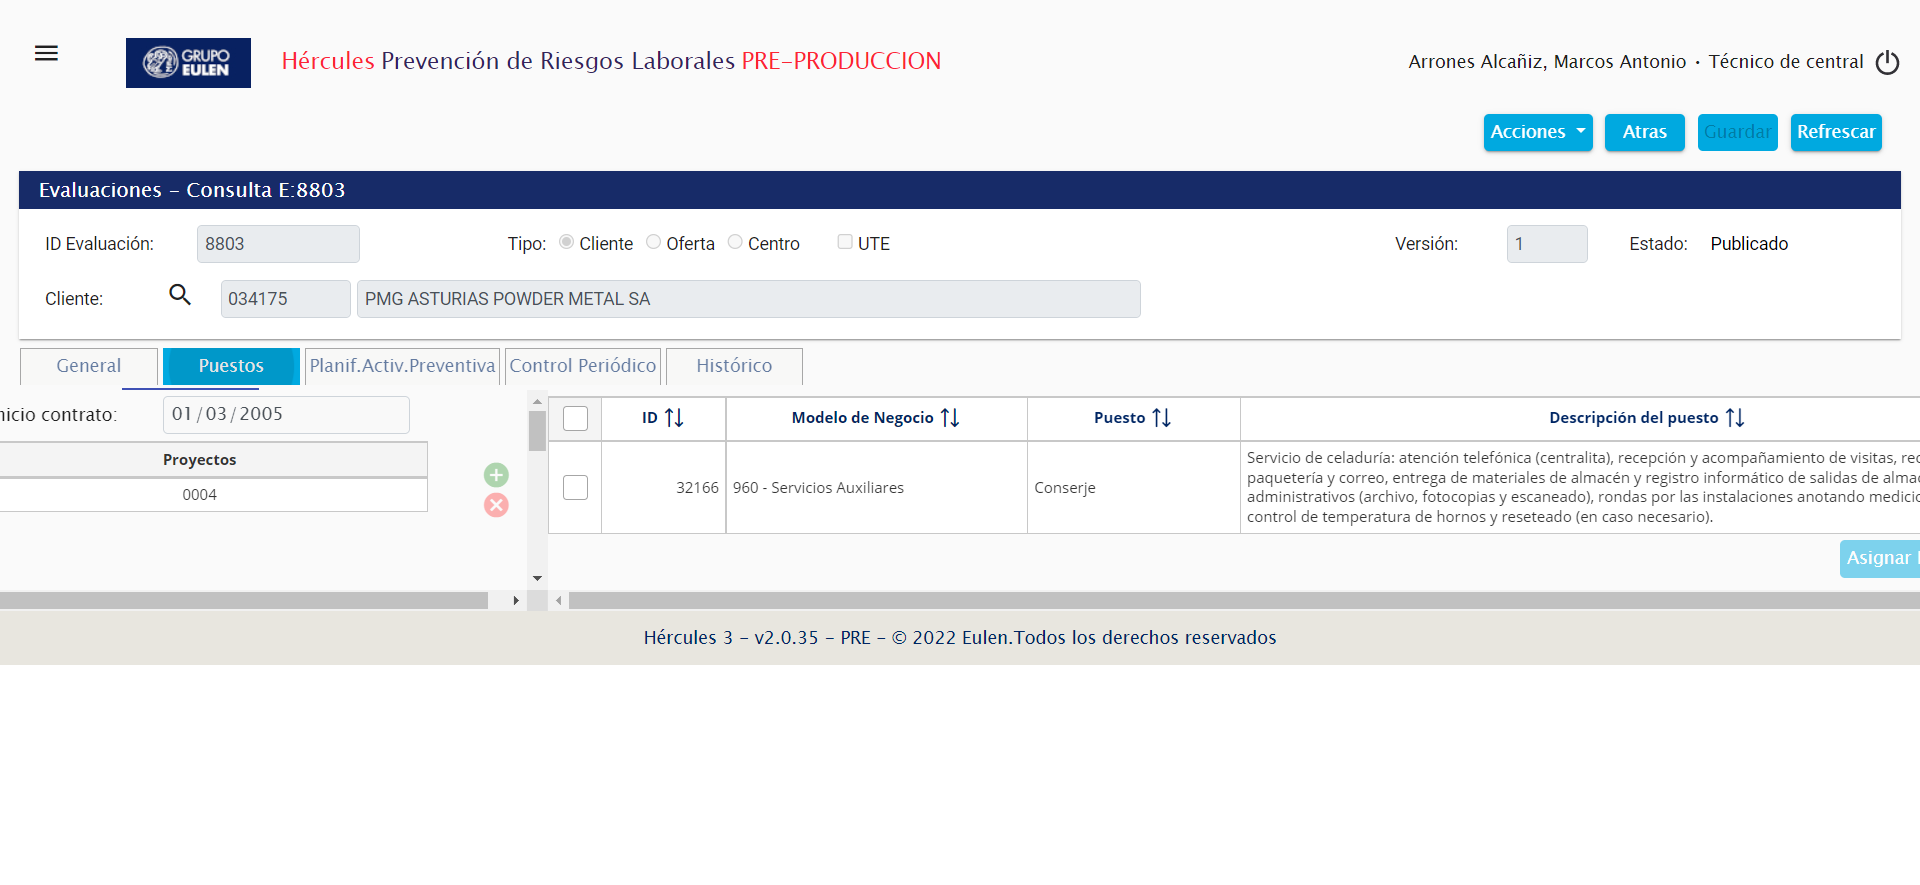 GRUPO
EULEN
Hércules Prevención de Riesgos Laborales PRE-PRODUCCION
Arrones Alcañiz, Marcos Antonio · Técnico de central
Acciones Atras Guardar Refrescar
Evaluaciones - Consulta E:8803
ID Evaluación: 8803 Tipo: Cliente Oferta Centro UTE Versión: 1 Estado: Publicado
Cliente: 034175 PMG ASTURIAS POWDER METAL SA
General Puestos Planif.Activ.Preventiva Control Periódico Histórico
nicio contrato: 01/03/2005
Proyectos
0004
ID Modelo de Negocio Puesto Descripción del puesto
32166 960 - Servicios Auxiliares Conserje
Servicio de celaduría: atención telefónica (centralita), recepción y acompañamiento de visitas, rec
paquetería y correo, entrega de materiales de almacén y registro informático de salidas de almac
administrativos (archivo, fotocopias y escaneado), rondas por las instalaciones anotando medicio
control de temperatura de hornos y reseteado (en caso necesario).
Asignar
Hércules 3 - v2.0.35 - PRE - © 2022 Eulen.Todos los derechos reservados